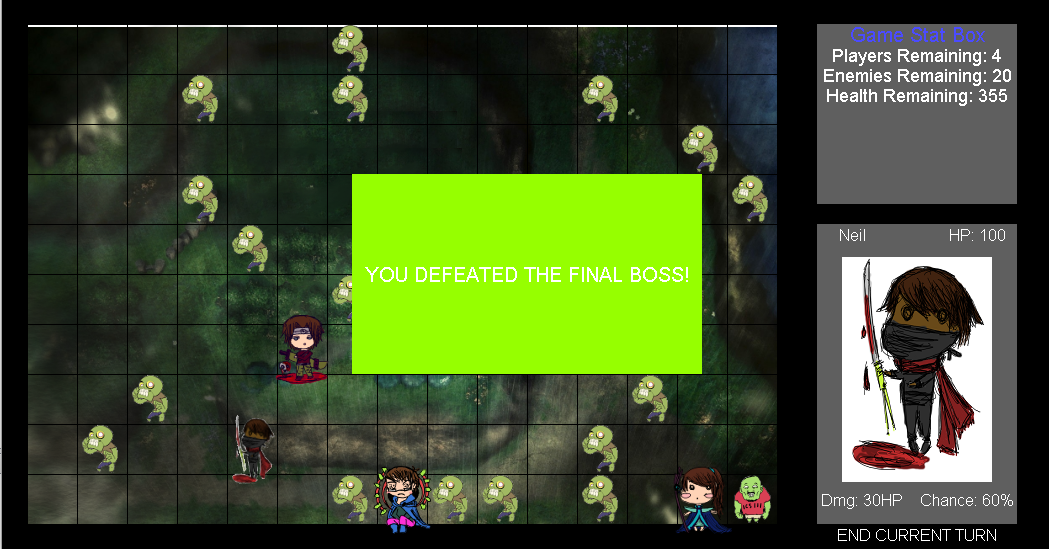 Game Stat Box
Players Remaining: 4
Enemies Remaining: 20
Health Remaining: 355
YOU DEFEATED THE FINAL BOSS!
Neil HP: 100
Dmg: 30HP Chance: 60%
END CURRENT TURN